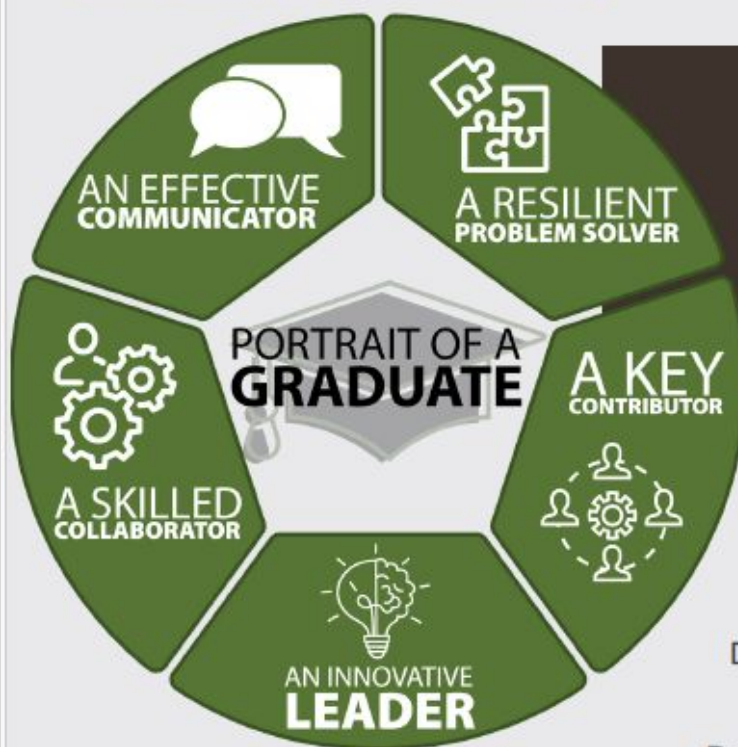 AN EFFECTIVE
COMMUNICATOR
A RESILIENT
PROBLEM SOLVER
PORTRAIT OF A
GRADUATE
A KEY
CONTRIBUTOR
A SKILLED
COLLABORATOR
AN INNOVATIVE
LEADER